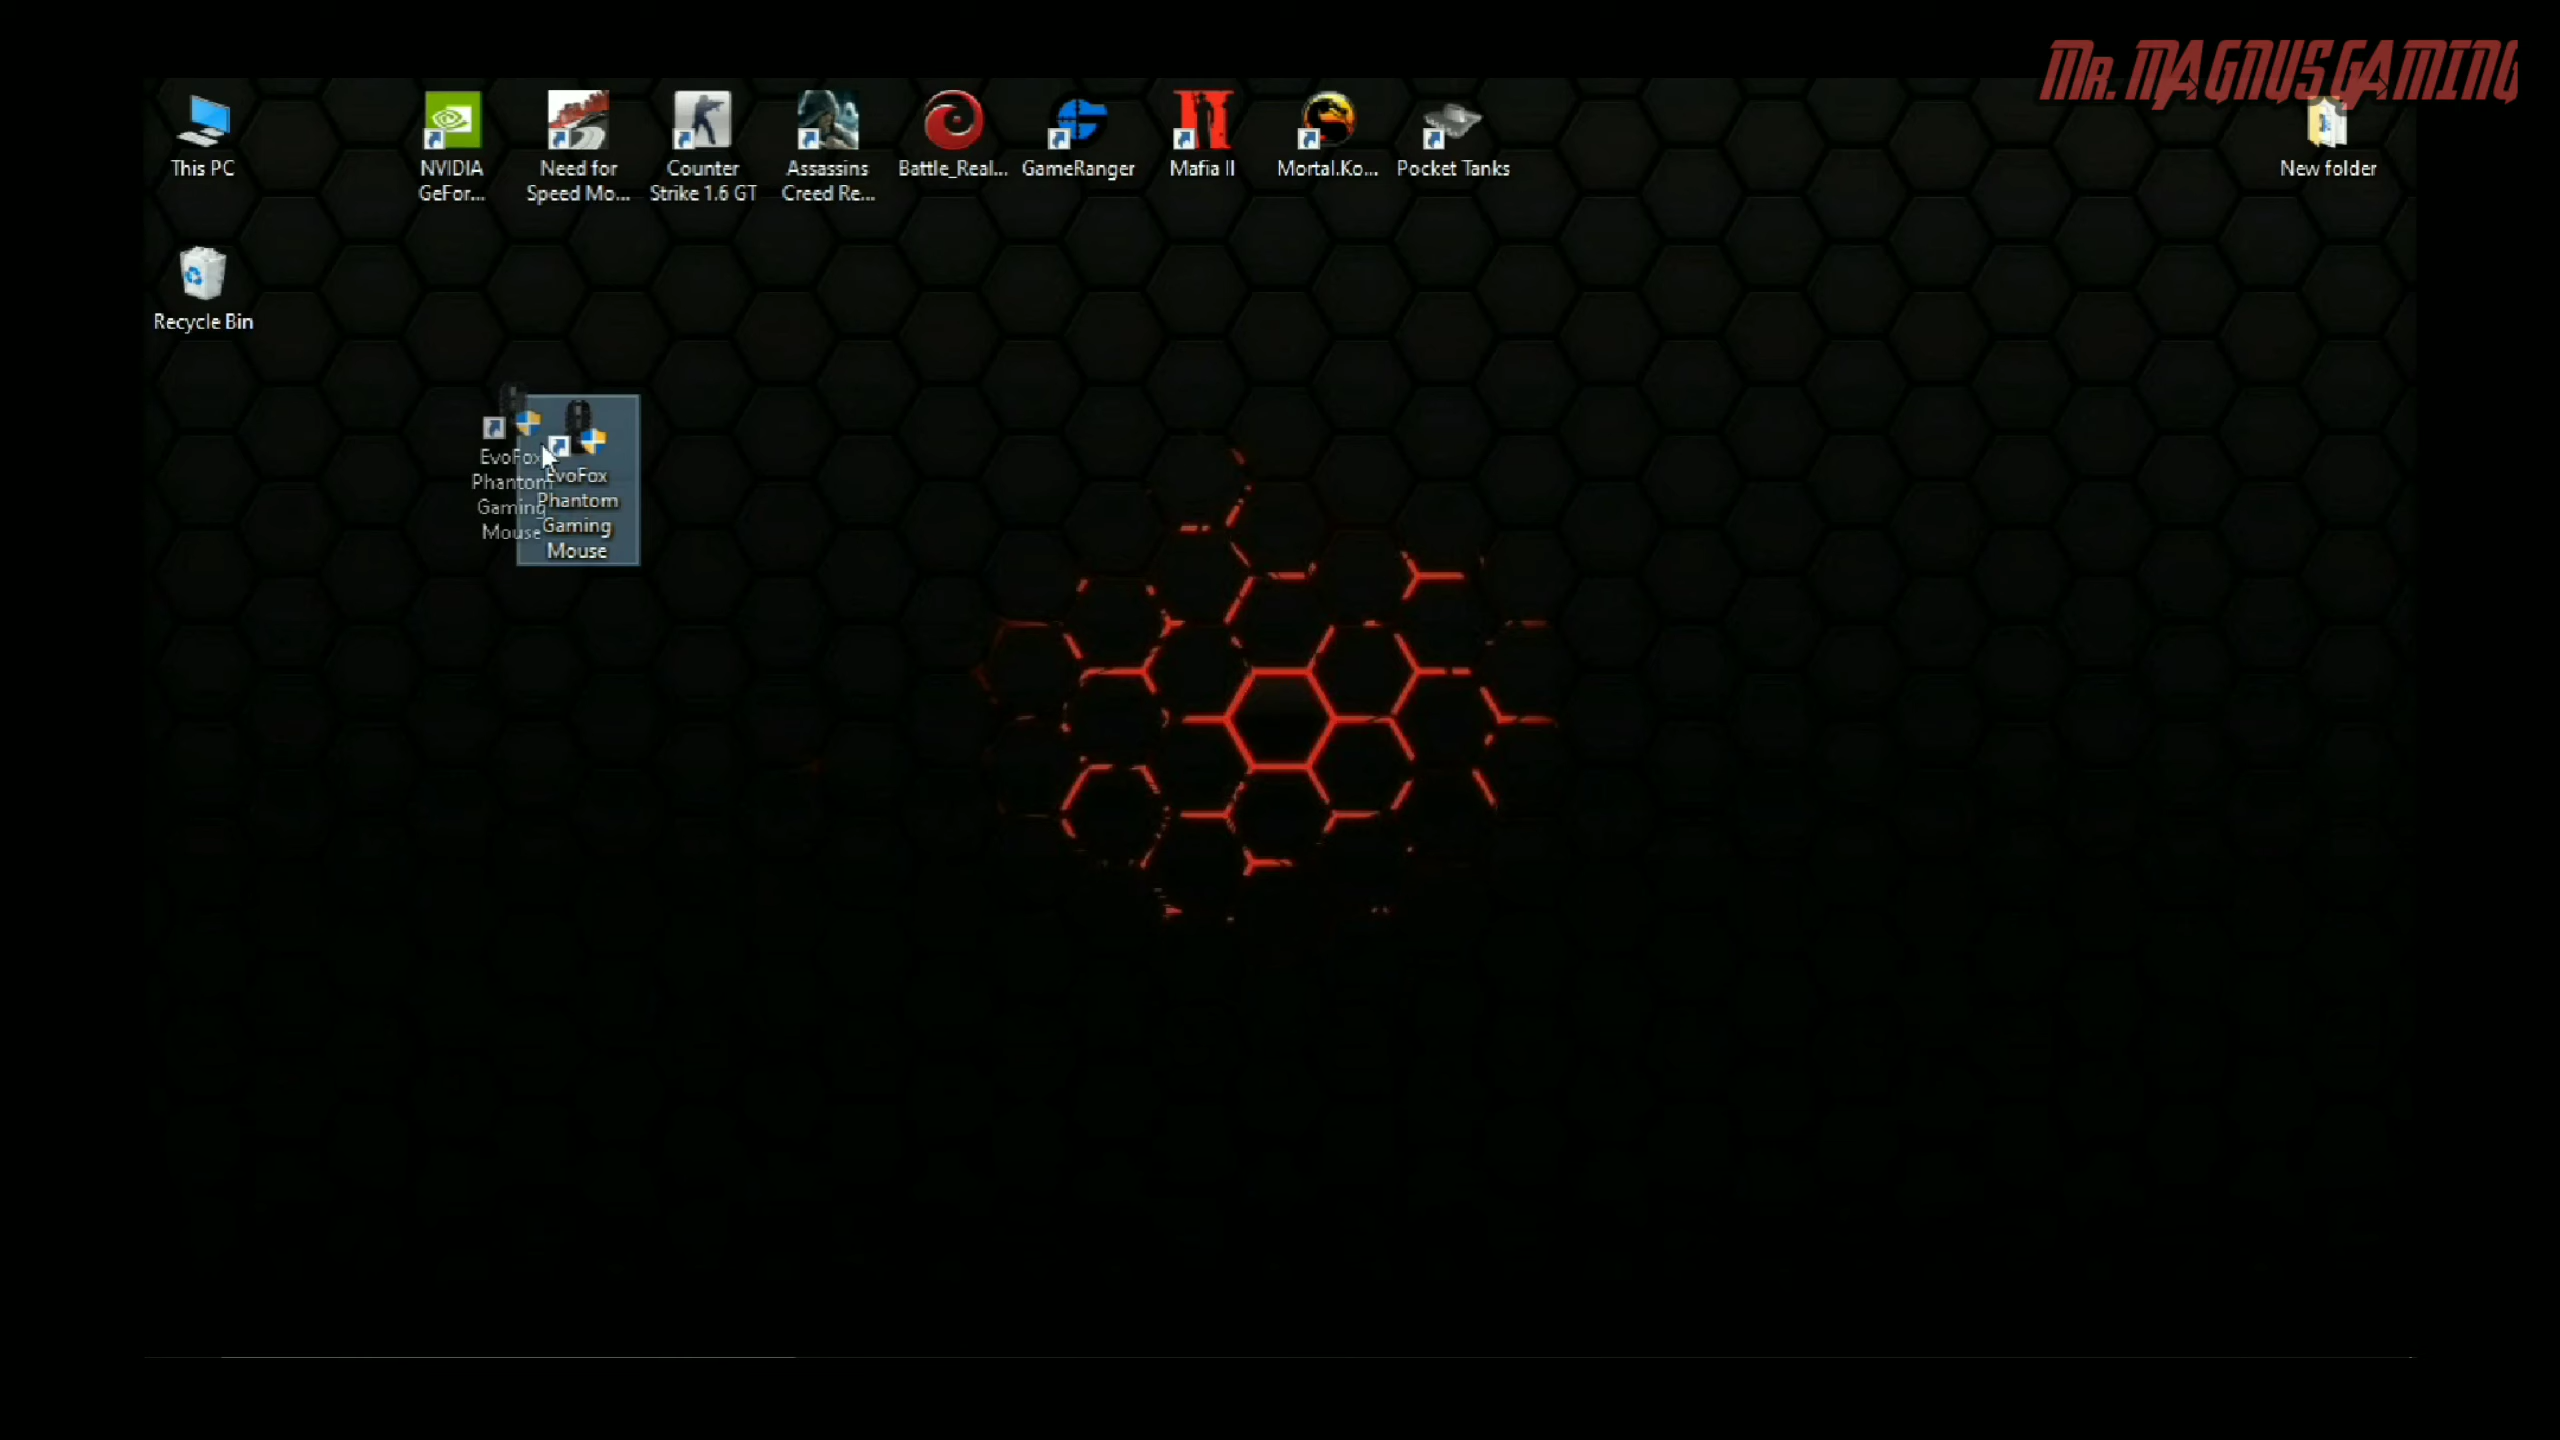 Mr. MAGNUS GAMING
This PC
NVIDIA
GeFor...
Need for
Speed Mo...
Counter
Strike 1.6 GT
Assassins
Creed Re...
Battle_Real...
GameRanger
Mafia II
Mortal.Ko...
Pocket Tanks
New folder
Recycle Bin
EvoFox
Phantom
Gaming
Mouse
EvoFox
Phantom
Gaming
Mouse